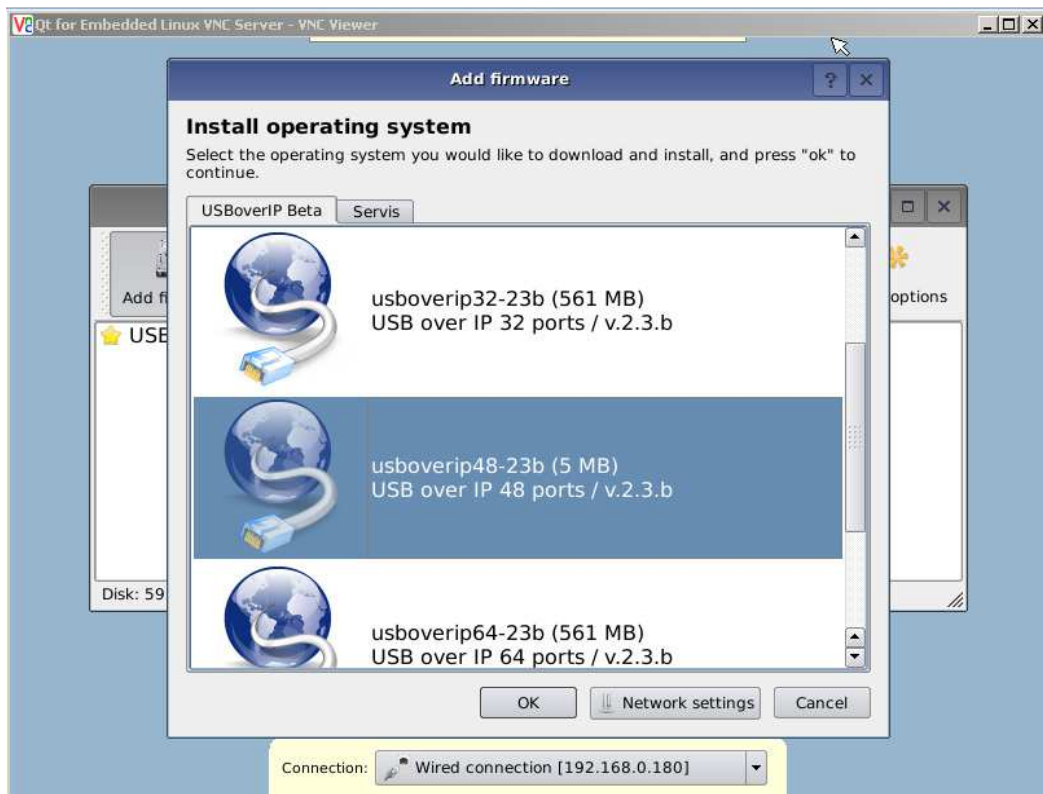 Qt for Embedded Linux VNC Server - VNC Viewer
Add firmware
Install operating system
Select the operating system you would like to download and install, and press "ok" to
continue.
USBoverIP Beta
Servis
Add fi
options
usboverip32-23b (561 MB)
USB over IP 32 ports / v.2.3.b
USB
usboverip48-23b (5 MB)
USB over IP 48 ports / v.2.3.b
Disk: 59
usboverip64-23b (561 MB)
USB over IP 64 ports / v.2.3.b
OK
Network settings
Cancel
Connection:
Wired connection [192.168.0.180]